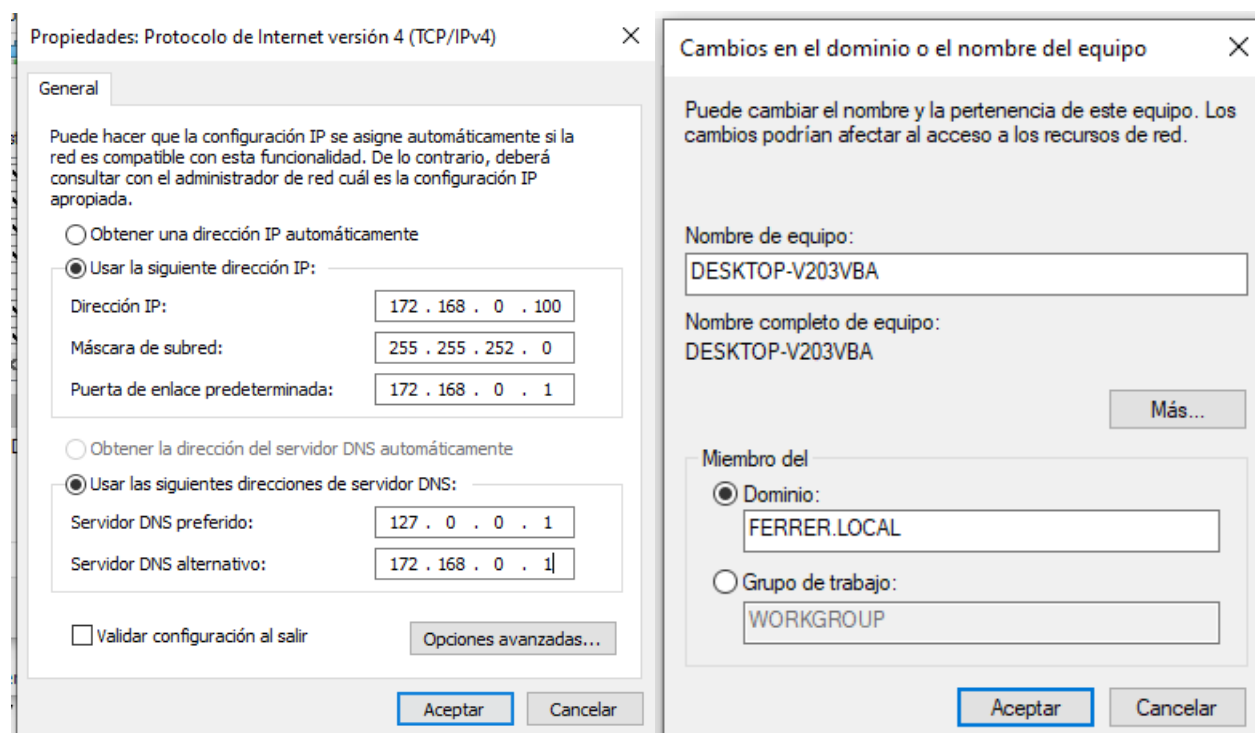 Propiedades: Protocolo de Internet versión 4 (TCP/IPv4)
General
Puede hacer que la configuración IP se asigne automáticamente si la
red es compatible con esta funcionalidad. De lo contrario, deberá
consultar con el administrador de red cuál es la configuración IP
apropiada.
Obtener una dirección IP automáticamente
Usar la siguiente dirección IP:
Dirección IP:
172 . 168 . 0 . 100
Máscara de subred:
255 . 255 . 252 . 0
Puerta de enlace predeterminada:
172 . 168 . 0 . 1
Obtener la dirección del servidor DNS automáticamente
Usar las siguientes direcciones de servidor DNS:
Servidor DNS preferido:
127 . 0 . 0 . 1
Servidor DNS alternativo:
172 . 168 . 0 . 1
Validar configuración al salir
Opciones avanzadas...
Aceptar
Cancelar
Cambios en el dominio o el nombre del equipo
Puede cambiar el nombre y la pertenencia de este equipo. Los
cambios podrían afectar al acceso a los recursos de red.
Nombre de equipo:
DESKTOP-V203VBA
Nombre completo de equipo:
DESKTOP-V203VBA
Más...
Miembro del
Dominio:
FERRER.LOCAL
Grupo de trabajo:
WORKGROUP
Aceptar
Cancelar